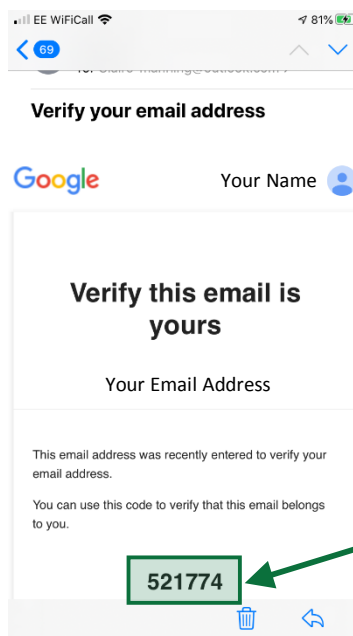 EE WiFiCall 81%
69
Verify your email address
Google Your Name
Verify this email is
yours
Your Email Address
This email address was recently entered to verify your
email address.
You can use this code to verify that this email belongs
to you.
521774